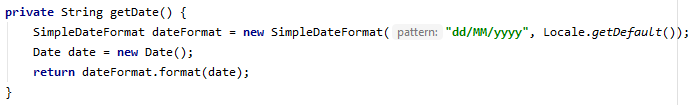 private String getDate() {
    SimpleDateFormat dateFormat = new SimpleDateFormat( pattern: "dd/MM/yyyy", Locale.getDefault());
    Date date = new Date();
    return dateFormat.format(date);
}